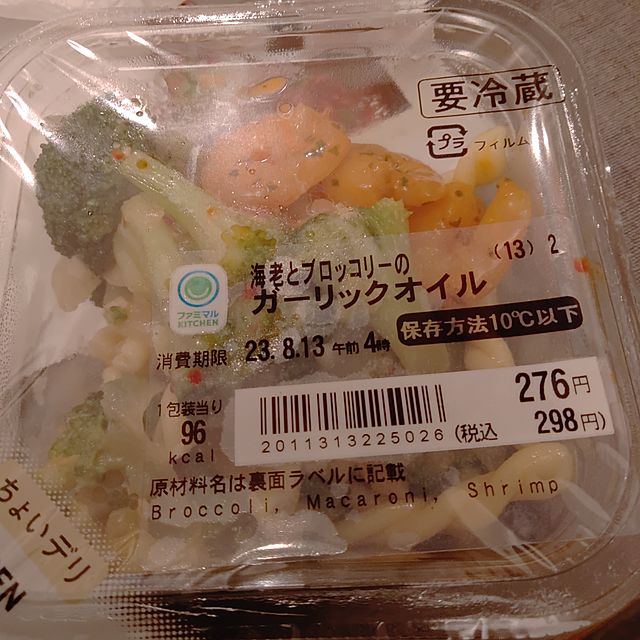 要冷蔵
プラ フィルム
(13) 2
海老とブロッコリーの
ガーリックオイル
ファミマル
KITCHEN
保存方法10℃以下
消費期限 23. 8.13 午前 4時
1包装当り
96
kcal
276円
2011313225026 (税込 298円)
原材料名は裏面ラベルに記載
Broccoli, Macaroni, Shrimp
ちょいデリ
EN